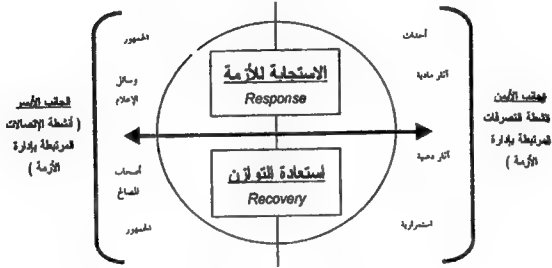 أحداث
آثار مادية
آثار ذهنية
استمرارية
الجانب الأيمن
( أنشطة التصرفات
المرتبطة بإدارة
الأزمة )
الاستجابة للأزمة
Response
استعادة التوازن
Recovery
الجمهور
وسائل
الإعلام
أصحاب
المصالح
الجمهور
الجانب الأيسر
( أنشطة الإتصالات
المرتبطة بإدارة
الأزمة )